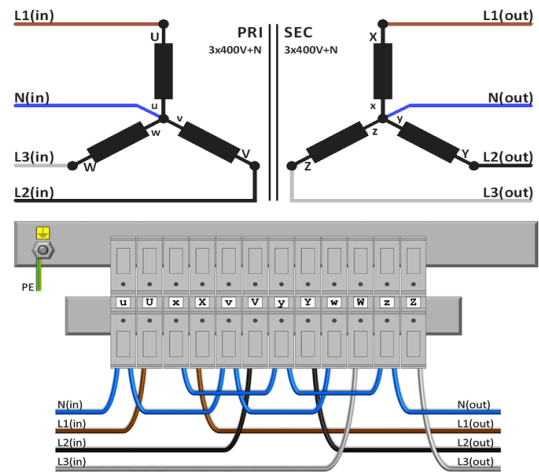 L1(in)
PRI
SEC
L1(out)
U
X
3x400V+N
3x400V+N
N(in)
u
x
N(out)
w
v
z
y
L3(in)
W
V
Z
Y
L2(out)
L2(in)
L3(out)
PE
u U x X v V y Y w W z Z
N(in)
N(out)
L1(in)
L1(out)
L2(in)
L2(out)
L3(in)
L3(out)